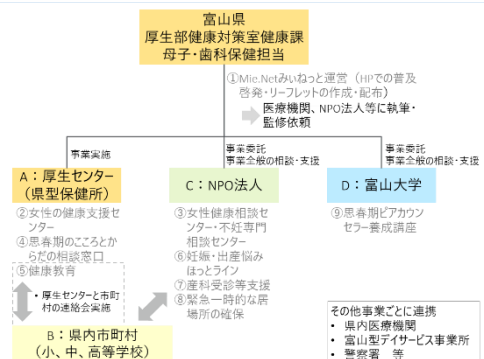 富山県
厚生部健康対策室健康課
母子・歯科保健担当
①Mie.Netみいねっと運営（HPでの普及
啓発・リーフレットの作成・配布）
医療機関、NPO法人等に執筆・
監修依頼
事業実施
事業委託
事業全般の相談・支援
事業委託
事業全般の相談・支援
A：厚生センター
（県型保健所）
②女性の健康支援セ
ンター
④思春期のこころとか
らだの相談窓口
⑤健康教育
・厚生センターと市町
村の連絡会実施
B：県内市町村
（小、中、高等学校）
C：NPO法人
③女性健康相談セ
ンター・不妊専門
相談センター
⑥妊娠・出産悩み
ほっとライン
⑦産科受診等支援
⑧緊急一時的な居
場所の確保
D：富山大学
⑨思春期ピアカウン
セラー養成講座
その他事業ごとに連携
• 県内医療機関
• 富山型デイサービス事業所
• 警察署　等